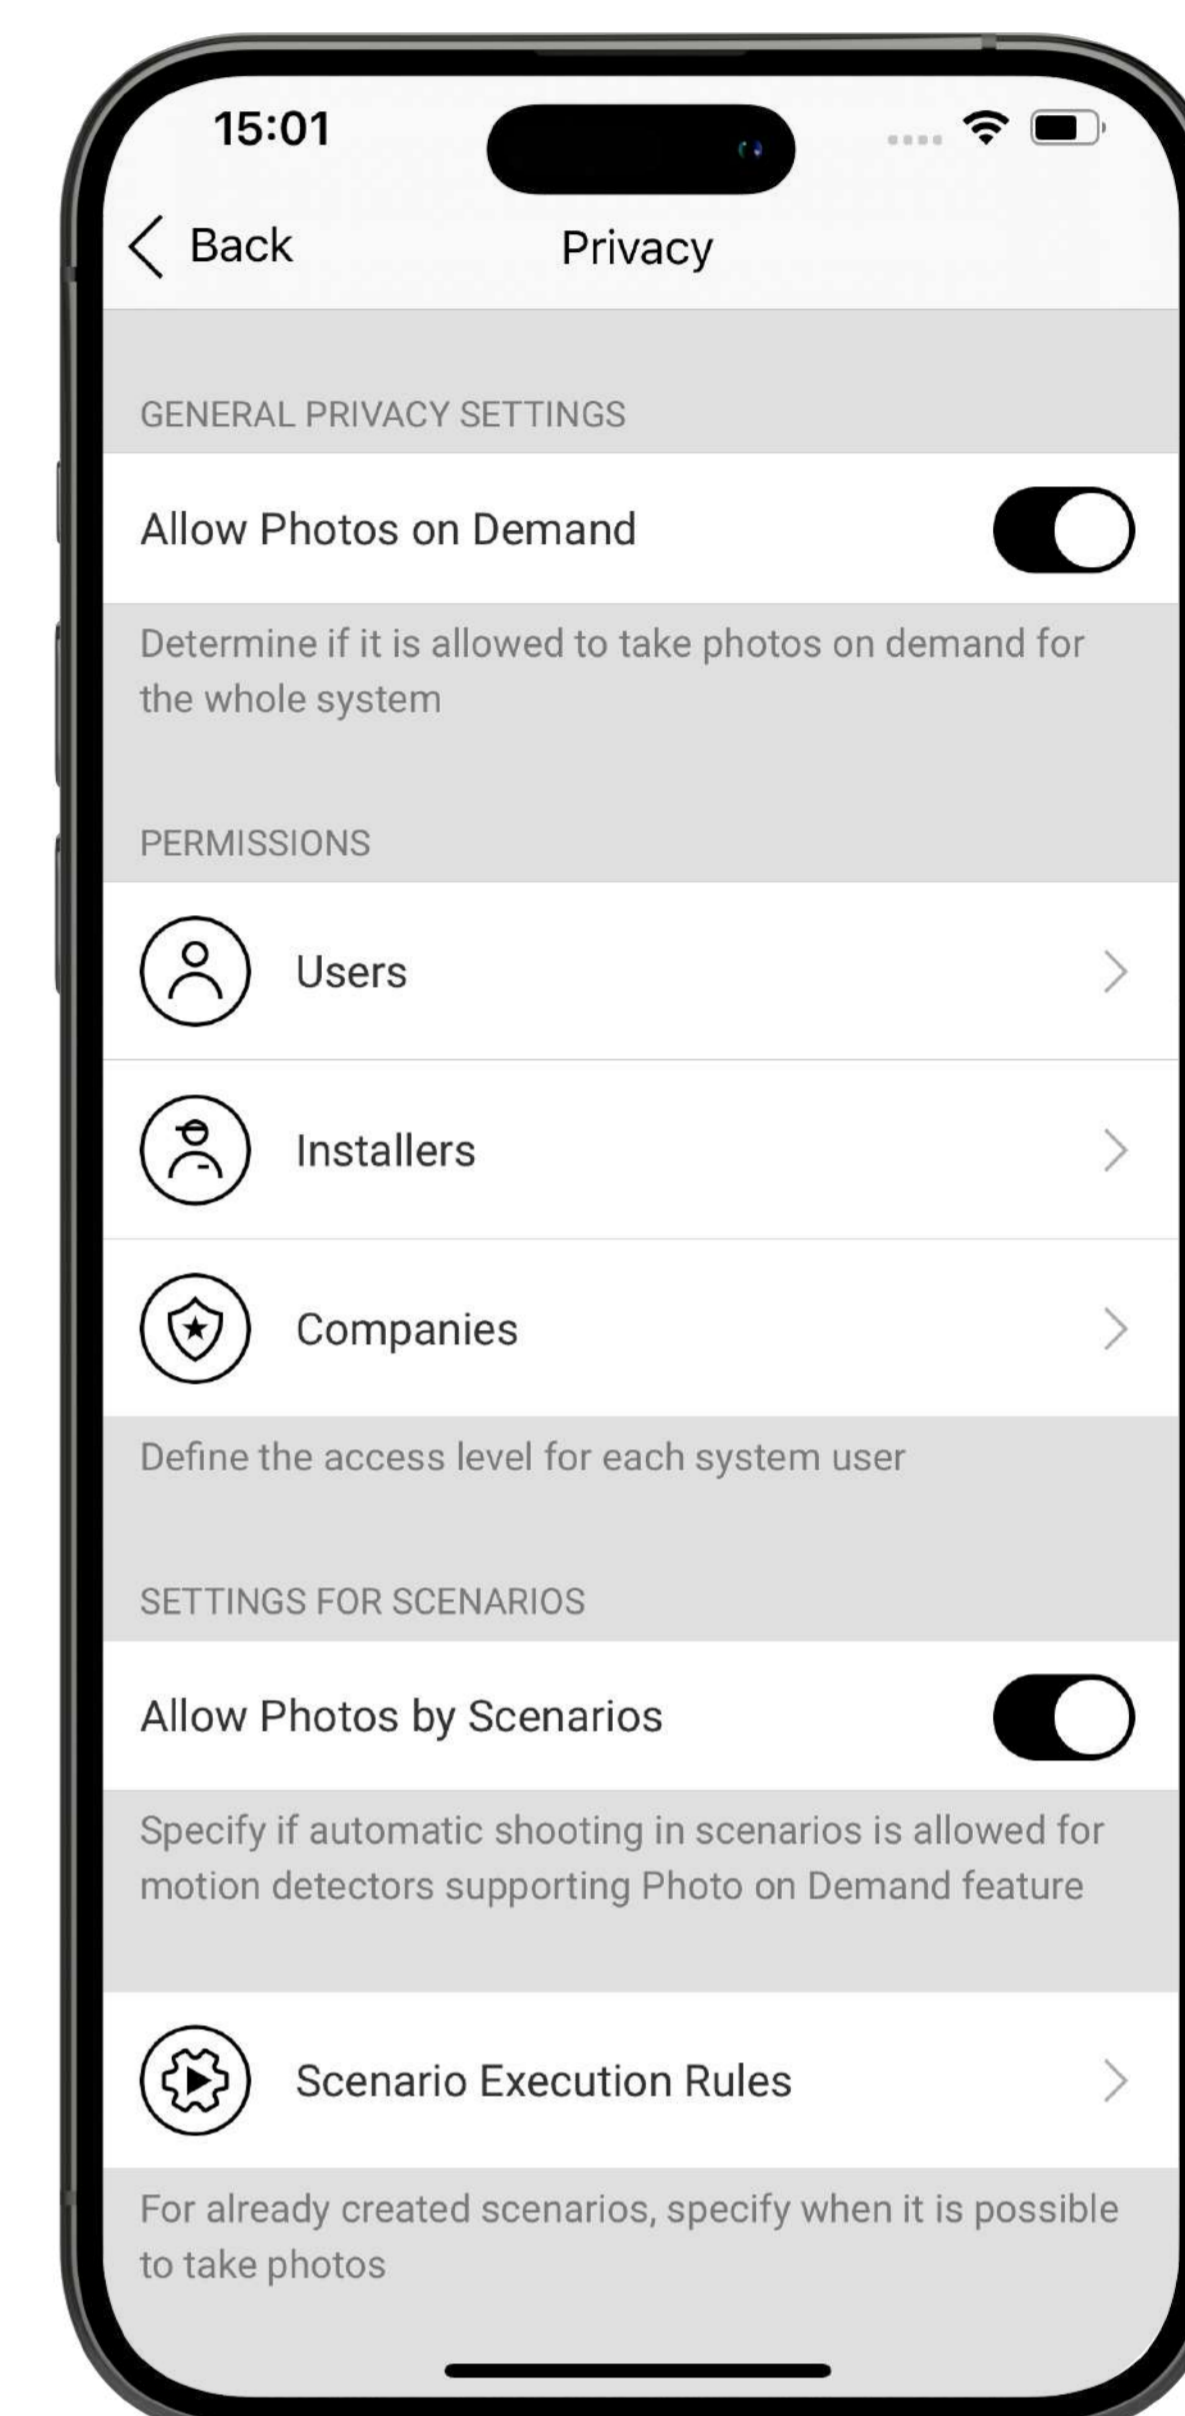 15:01
Back
Privacy
GENERAL PRIVACY SETTINGS
Allow Photos on Demand
Determine if it is allowed to take photos on demand for
the whole system
PERMISSIONS
Users
Installers
Companies
Define the access level for each system user
SETTINGS FOR SCENARIOS
Allow Photos by Scenarios
Specify if automatic shooting in scenarios is allowed for
motion detectors supporting Photo on Demand feature
Scenario Execution Rules
For already created scenarios, specify when it is possible
to take photos